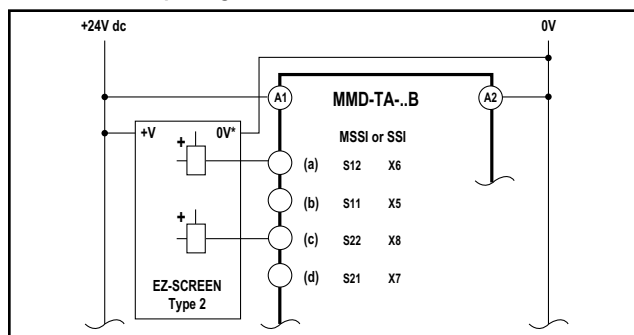 +24V dc
0V
A1
MMD-TA-..B
A2
+V
0V*
MSSI or SSI
+
(a) S12 X6
(b) S11 X5
+
(c) S22 X8
(d) S21 X7
EZ-SCREEN
Type 2